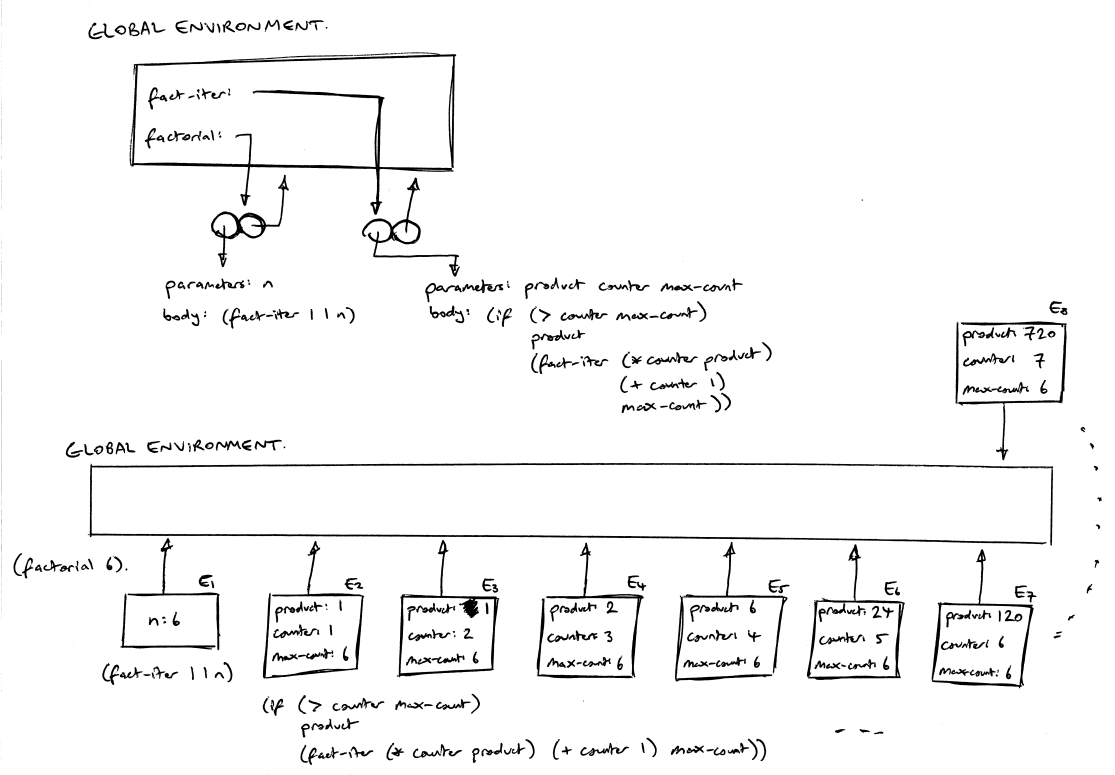 GLOBAL ENVIRONMENT.
fact-iter:
factorial:
parameters: n
body: (fact-iter 1 1 n)
parameters: product counter max-count
body: (if (> counter max-count)
product
(fact-iter (* counter product)
(+ counter 1)
max-count))
E8
product: 720
counter: 7
max-count: 6
GLOBAL ENVIRONMENT.
(factorial 6).
E1
n: 6
(fact-iter 1 1 n)
E2
product: 1
counter: 1
max-count: 6
(if (> counter max-count)
product
(fact-iter (* counter product) (+ counter 1) max-count))
E3
product: 1
counter: 2
max-count: 6
E4
product: 2
counter: 3
max-count: 6
E5
product: 6
counter: 4
max-count: 6
E6
product: 24
counter: 5
max-count: 6
E7
product: 120
counter: 6
max-count: 6